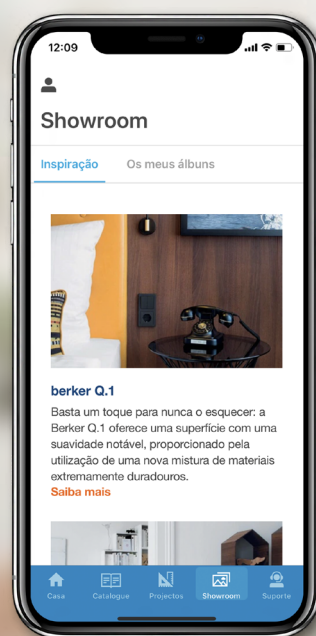 12:09
Showroom
Inspiração Os meus álbuns
berker Q.1
Basta um toque para nunca o esquecer: a
Berker Q.1 oferece uma superfície com uma
suavidade notável, proporcionado pela
utilização de uma nova mistura de materiais
extremamente duradouros.
Saiba mais
Casa Catalogue Projectos Showroom Suporte